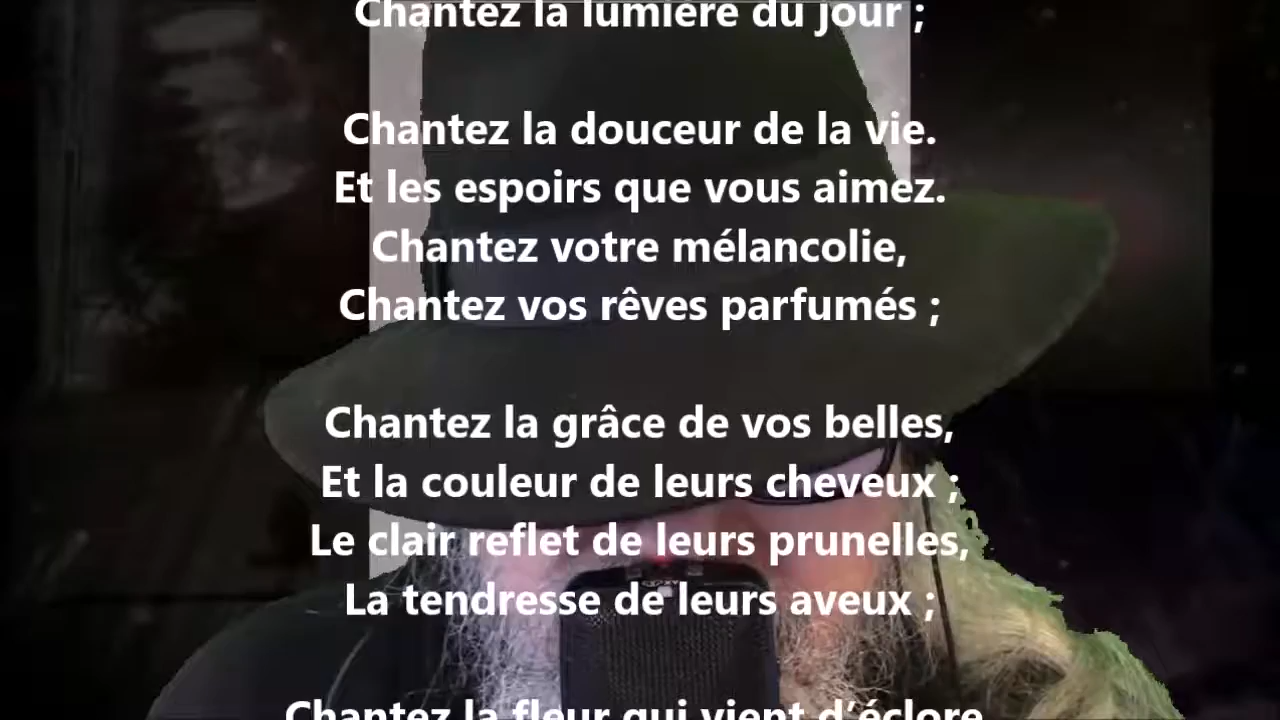 Chantez la lumière du jour ;
Chantez la douceur de la vie.
Et les espoirs que vous aimez.
Chantez votre mélancolie,
Chantez vos rêves parfumés ;
Chantez la grâce de vos belles,
Et la couleur de leurs cheveux ;
Le clair reflet de leurs prunelles,
La tendresse de leurs aveux ;
Chantez la fleur qui vient d’éclore